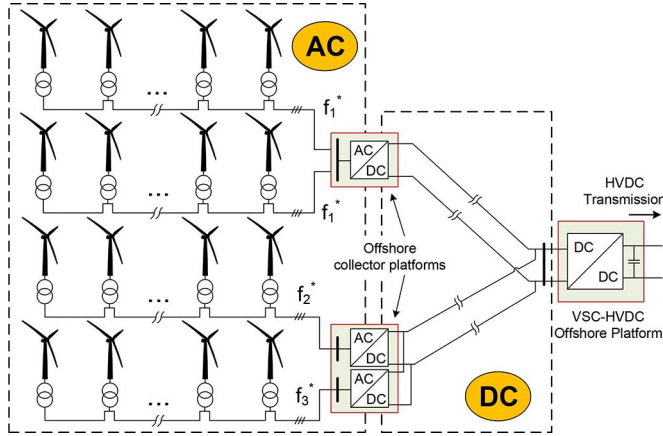 AC
f1*
AC
DC
f1*
HVDC
Transmission
Offshore
collector platforms
DC
DC
f2*
VSC-HVDC
Offshore Platform
AC
DC
AC
DC
f3*
DC